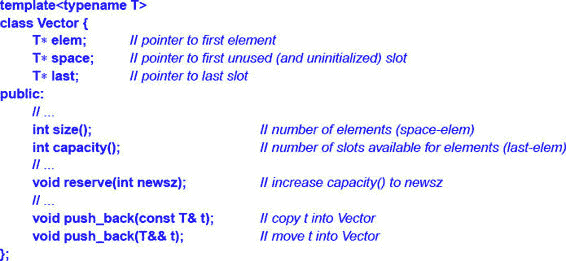 template<typename T>
class Vector {
T∗ elem; // pointer to first element
T∗ space; // pointer to first unused (and uninitialized) slot
T∗ last; // pointer to last slot
public:
// ...
int size(); // number of elements (space-elem)
int capacity(); // number of slots available for elements (last-elem)
// ...
void reserve(int newsz); // increase capacity() to newsz
// ...
void push_back(const T& t); // copy t into Vector
void push_back(T&& t); // move t into Vector
};